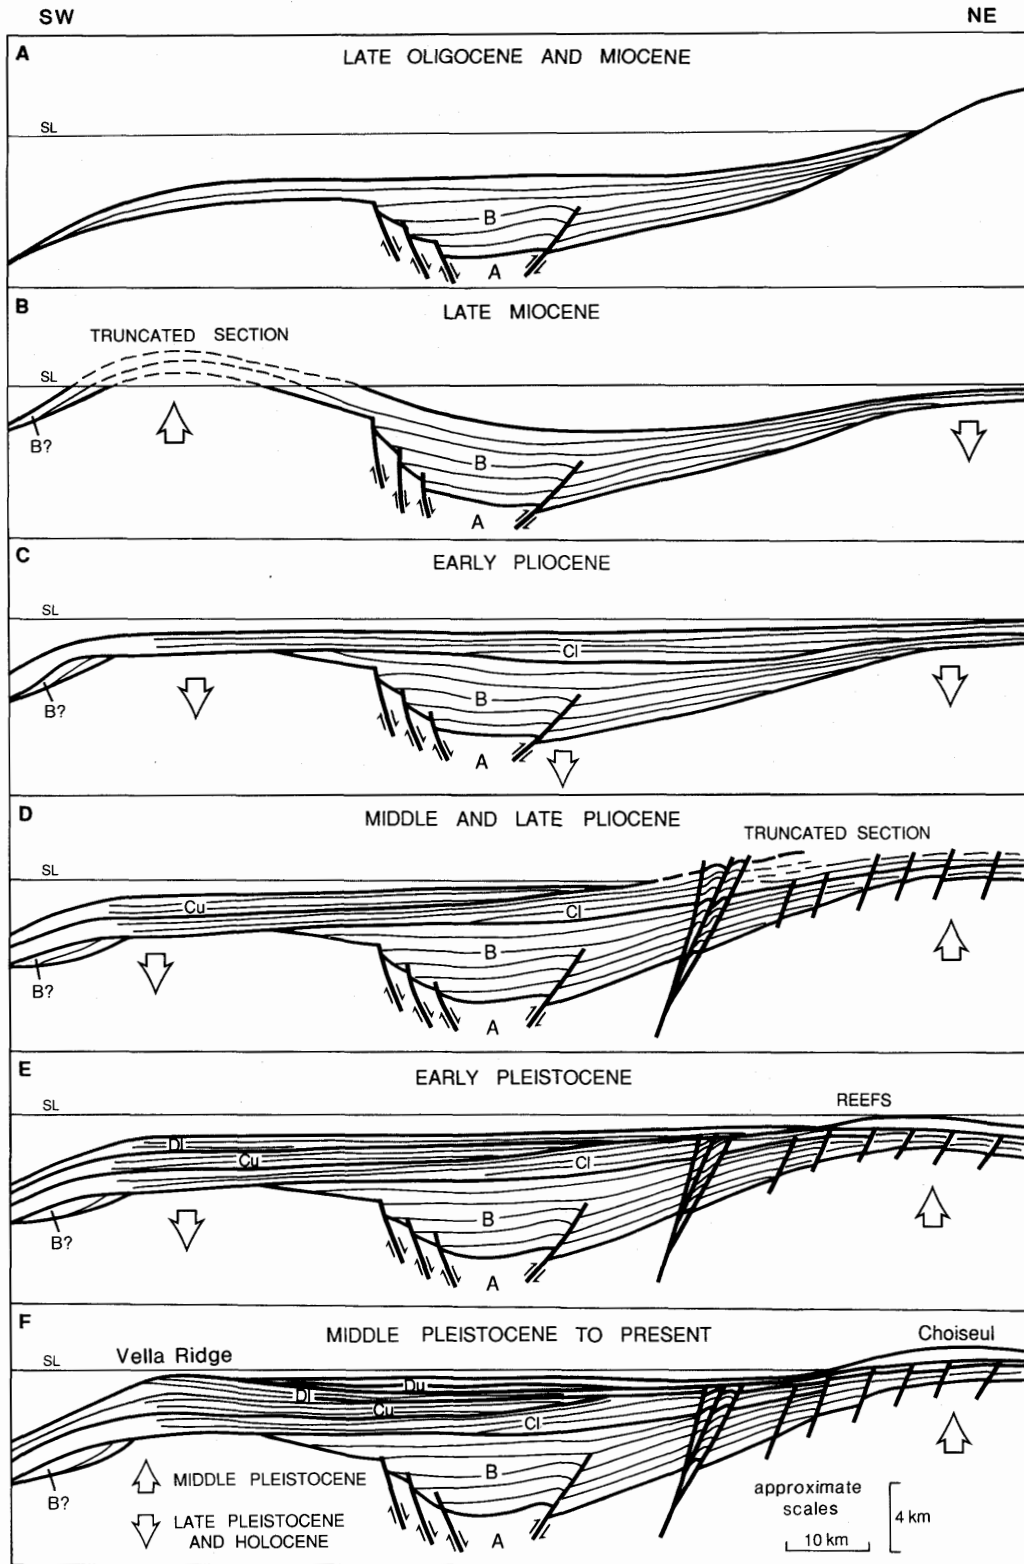 SW NE
A
LATE OLIGOCENE AND MIOCENE
SL
B
A
B
LATE MIOCENE
TRUNCATED SECTION
SL
B?
B
A
C
EARLY PLIOCENE
SL
Cl
B
B?
A
D
MIDDLE AND LATE PLIOCENE
TRUNCATED SECTION
SL
Cu
Cl
B
B?
A
E
EARLY PLEISTOCENE
REEFS
SL
Dl
Cu
Cl
B
B?
A
F
MIDDLE PLEISTOCENE TO PRESENT
Choiseul
Vella Ridge
SL
Du
Dl
Cu
Cl
B
B?
A
MIDDLE PLEISTOCENE
LATE PLEISTOCENE
AND HOLOCENE
approximate
scales
10 km
4 km